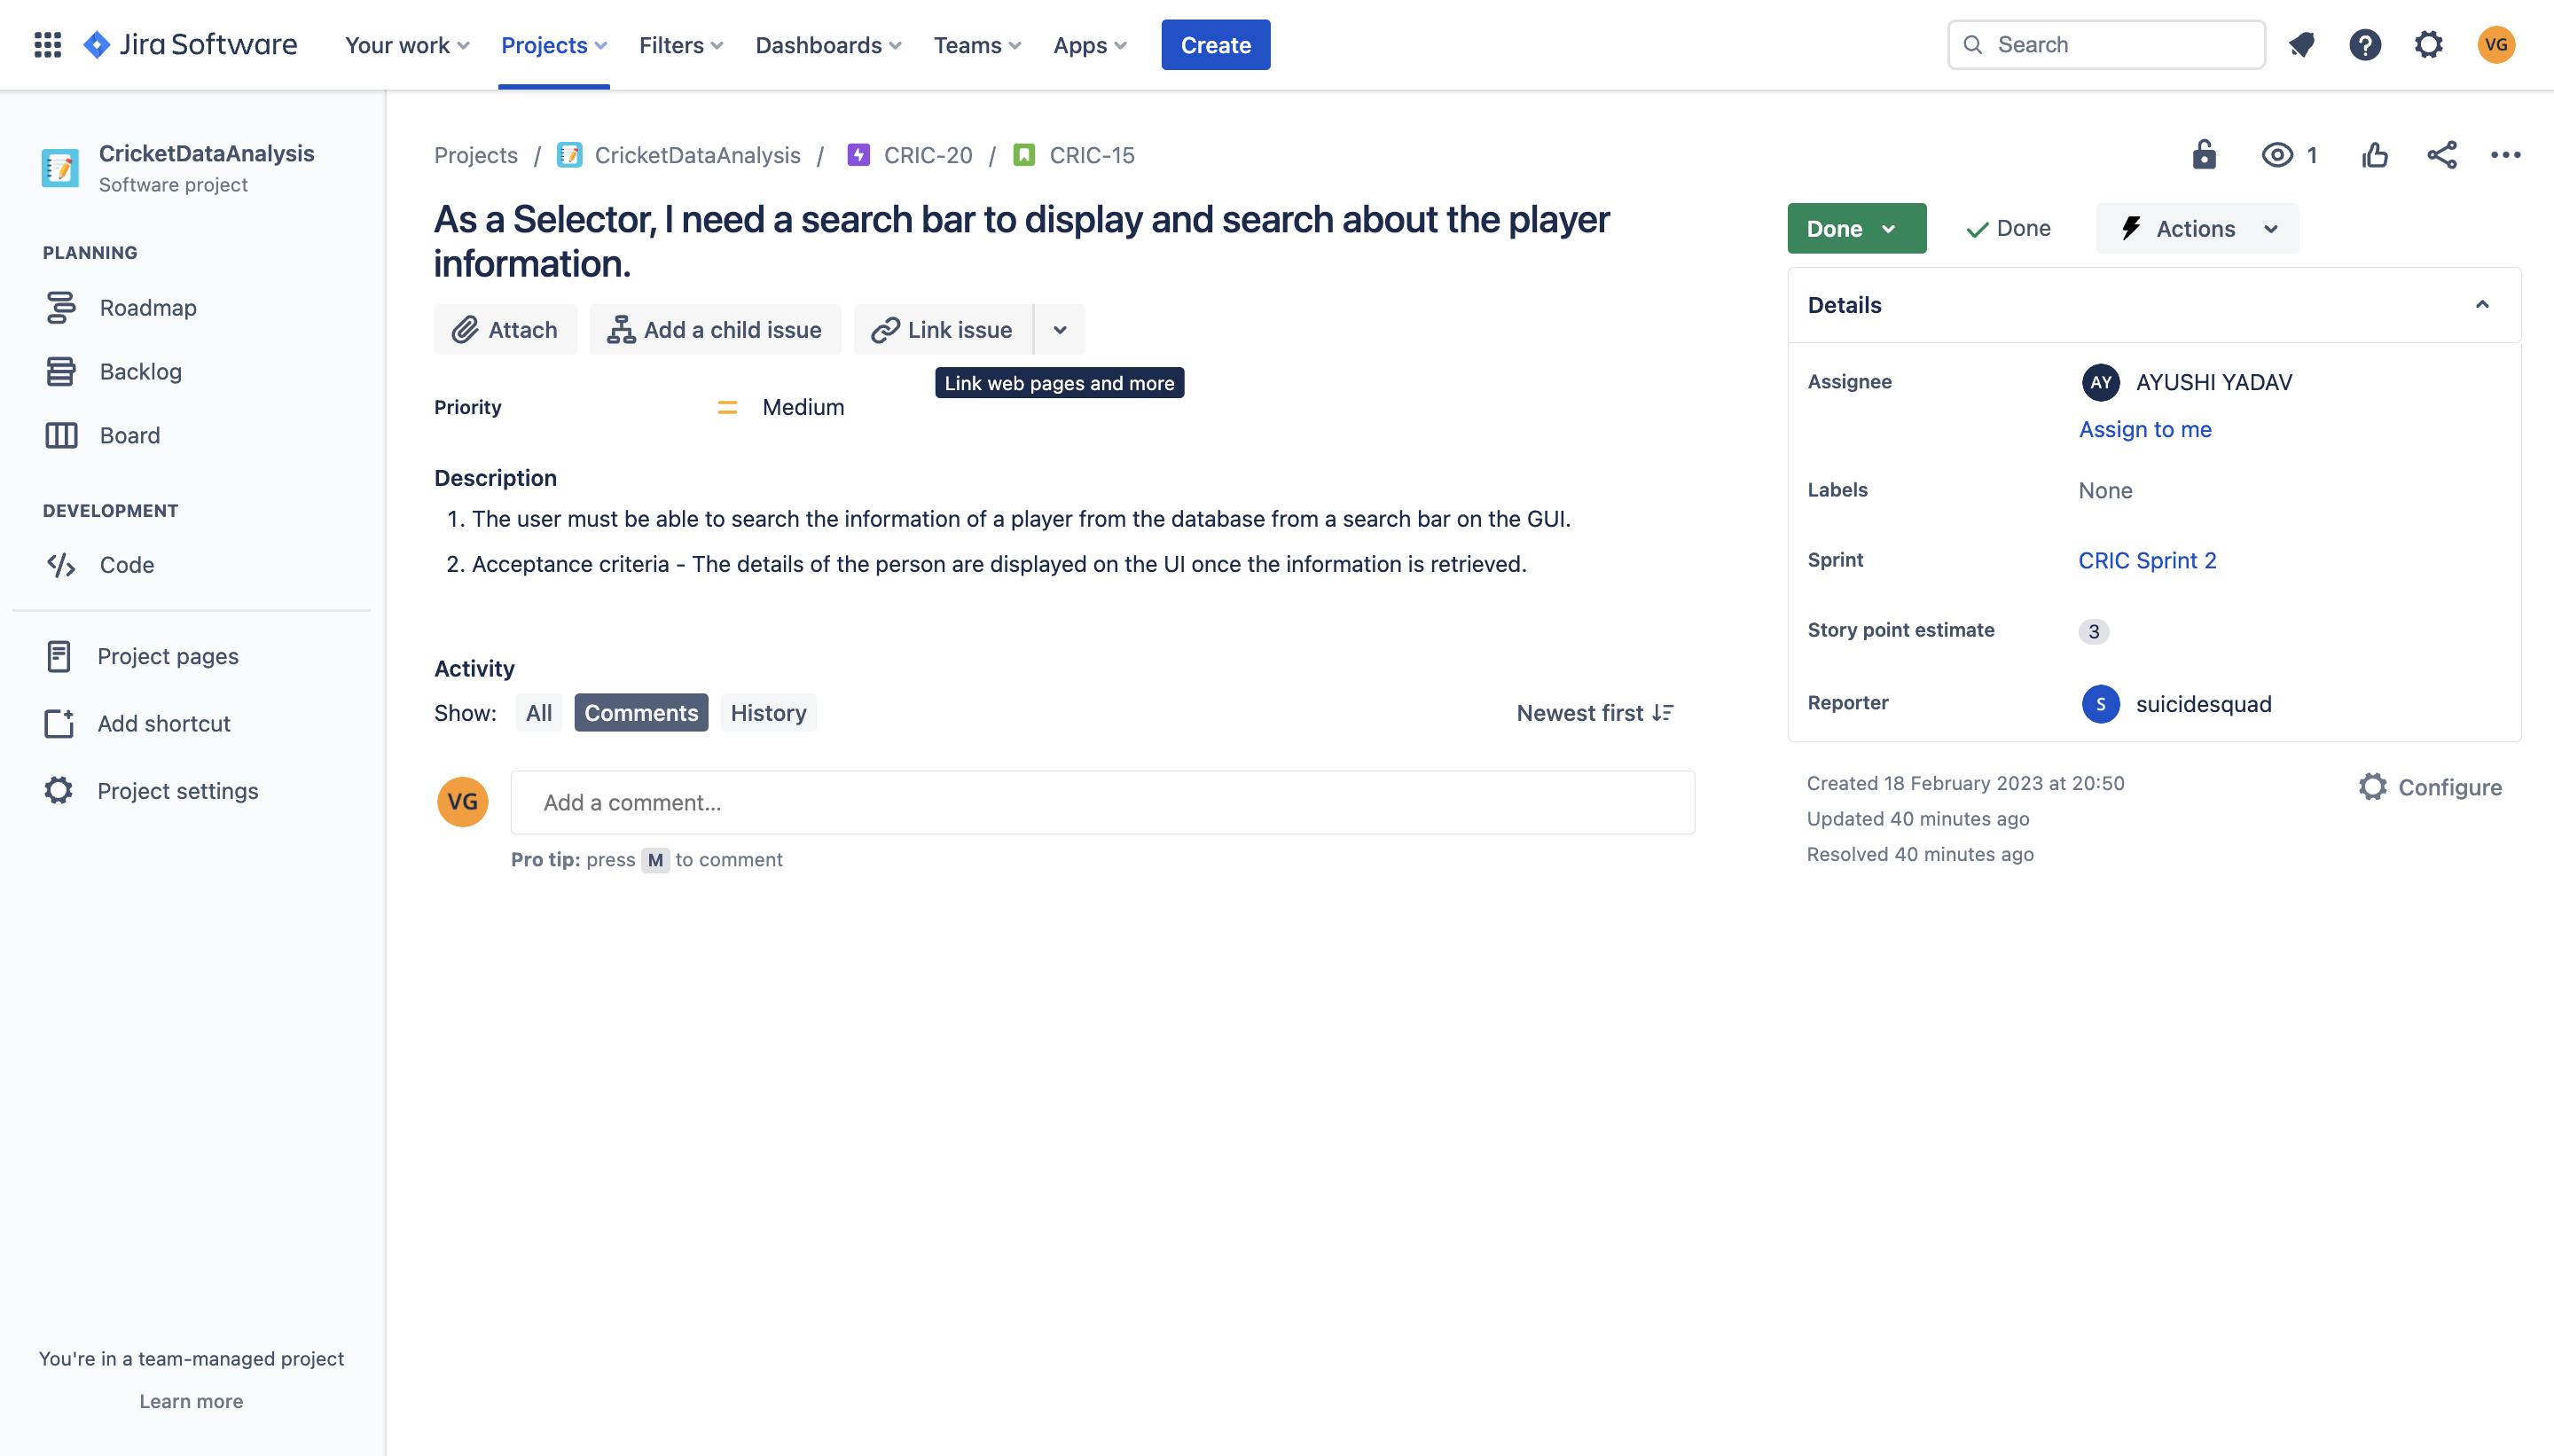 Jira Software
Your work
Projects
Filters
Dashboards
Teams
Apps
Create
Search
VG
CricketDataAnalysis
Software project
PLANNING
Roadmap
Backlog
Board
DEVELOPMENT
Code
Project pages
Add shortcut
Project settings
You're in a team-managed project
Learn more
Projects / CricketDataAnalysis / CRIC-20 / CRIC-15
1
As a Selector, I need a search bar to display and search about the player
information.
Attach
Add a child issue
Link issue
Link web pages and more
Priority
Medium
Description
1. The user must be able to search the information of a player from the database from a search bar on the GUI.
2. Acceptance criteria - The details of the person are displayed on the UI once the information is retrieved.
Activity
Show:
All
Comments
History
Newest first
VG
Add a comment...
Pro tip: press M to comment
Done
Done
Actions
Details
Assignee
AY
AYUSHI YADAV
Assign to me
Labels
None
Sprint
CRIC Sprint 2
Story point estimate
3
Reporter
S
suicidesquad
Created 18 February 2023 at 20:50
Updated 40 minutes ago
Resolved 40 minutes ago
Configure